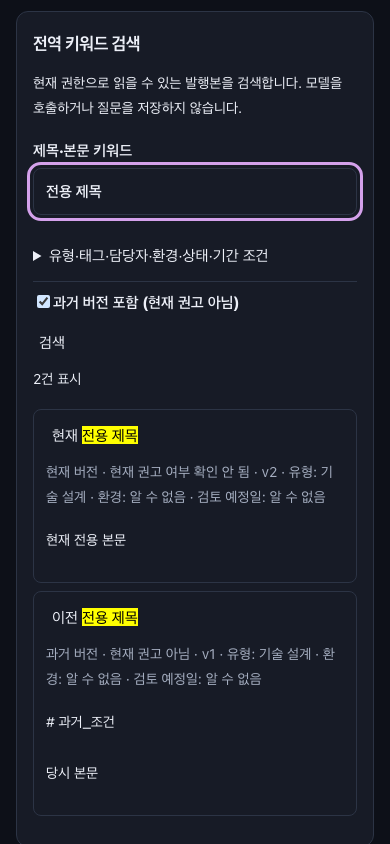 전역 키워드 검색
현재 권한으로 읽을 수 있는 발행본을 검색합니다. 모델을
호출하거나 질문을 저장하지 않습니다.
제목·본문 키워드
전용 제목
▶ 유형·태그·담당자·환경·상태·기간 조건
과거 버전 포함 (현재 권고 아님)
검색
2건 표시
현재 전용 제목
현재 버전 · 현재 권고 여부 확인 안 됨 · v2 · 유형: 기
술 설계 · 환경: 알 수 없음 · 검토 예정일: 알 수 없음
현재 전용 본문
이전 전용 제목
과거 버전 · 현재 권고 아님 · v1 · 유형: 기술 설계 · 환
경: 알 수 없음 · 검토 예정일: 알 수 없음
# 과거_조건
당시 본문